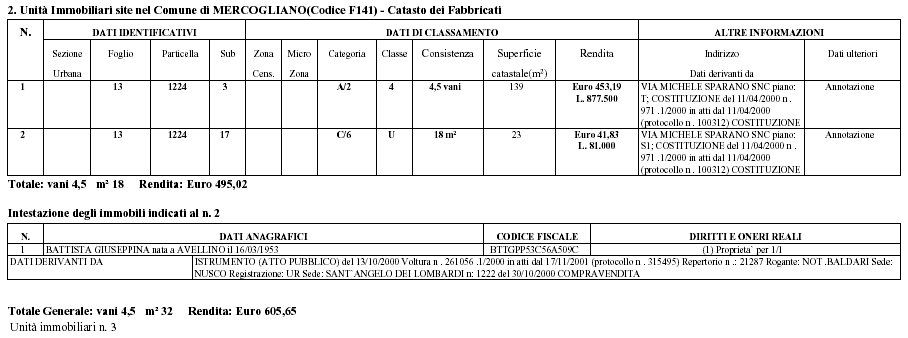 2. Unità Immobiliari site nel Comune di MERCOGLIANO(Codice F141) - Catasto dei Fabbricati
N. DATI IDENTIFICATIVI DATI DI CLASSAMENTO ALTRE INFORMAZIONI
Sezione Foglio Particella Sub Zona Micro Categoria Classe Consistenza Superficie Rendita Indirizzo Dati ulteriori
Urbana Cens. Zona catastale(m²) Dati derivanti da
1 13 1224 3 A/2 4 4,5 vani 139 Euro 453,19 VIA MICHELE SPARANO SNC piano: Annotazione
L. 877.500 T; COSTITUZIONE del 11/04/2000 n .
971 .1/2000 in atti dal 11/04/2000
(protocollo n . 100312) COSTITUZIONE
2 13 1224 17 C/6 U 18 m² 23 Euro 41,83 VIA MICHELE SPARANO SNC piano: Annotazione
L. 81.000 S1; COSTITUZIONE del 11/04/2000 n .
971 .1/2000 in atti dal 11/04/2000
(protocollo n . 100312) COSTITUZIONE
Totale: vani 4,5 m² 18 Rendita: Euro 495,02
Intestazione degli immobili indicati al n. 2
N. DATI ANAGRAFICI CODICE FISCALE DIRITTI E ONERI REALI
1 BATTISTA GIUSEPPINA nata a AVELLINO il 16/03/1953 BTTGPP53C56A509C (1) Proprieta` per 1/1
DATI DERIVANTI DA ISTRUMENTO (ATTO PUBBLICO) del 13/10/2000 Voltura n . 261056 .1/2000 in atti dal 17/11/2001 (protocollo n . 315495) Repertorio n .: 21287 Rogante: NOT .BALDARI Sede:
NUSCO Registrazione: UR Sede: SANT`ANGELO DEI LOMBARDI n: 1222 del 30/10/2000 COMPRAVENDITA
Totale Generale: vani 4,5 m² 32 Rendita: Euro 605,65
Unità immobiliari n. 3